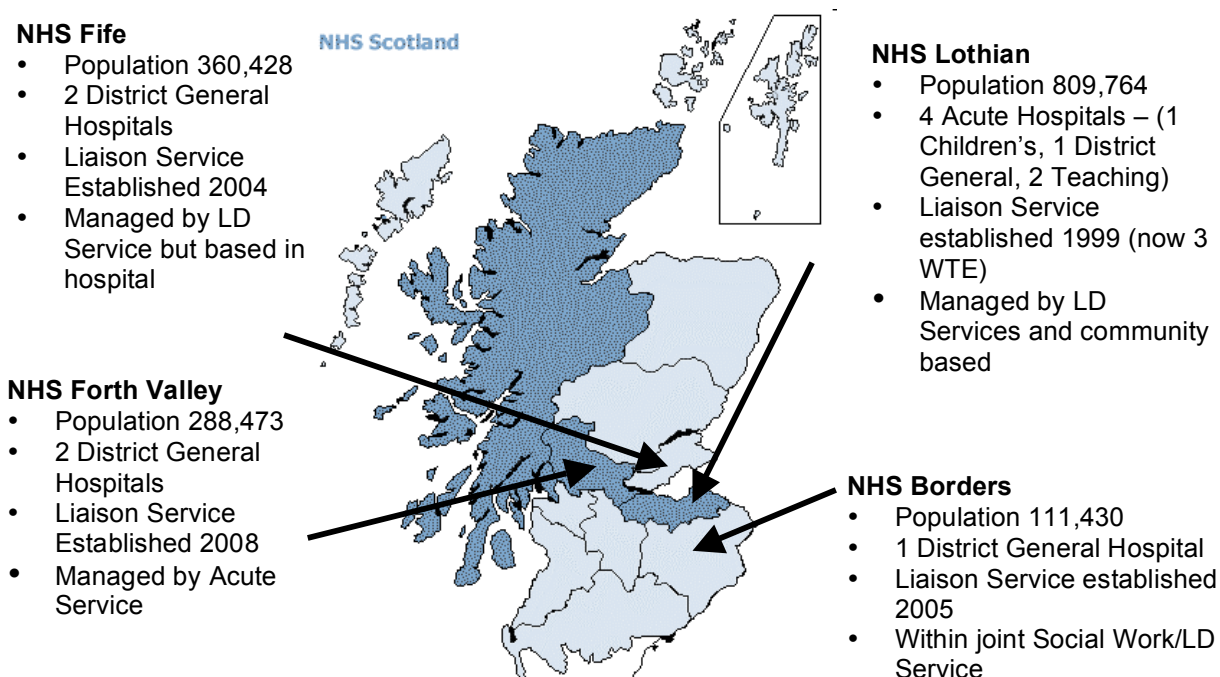 NHS Fife
• Population 360,428
• 2 District General
Hospitals
• Liaison Service
Established 2004
• Managed by LD
Service but based in
hospital
NHS Forth Valley
• Population 288,473
• 2 District General
Hospitals
• Liaison Service
Established 2008
• Managed by Acute
Service
NHS Scotland
NHS Lothian
• Population 809,764
• 4 Acute Hospitals – (1
Children's, 1 District
General, 2 Teaching)
• Liaison Service
established 1999 (now 3
WTE)
• Managed by LD
Services and community
based
NHS Borders
• Population 111,430
• 1 District General Hospital
• Liaison Service established
2005
• Within joint Social Work/LD
Service